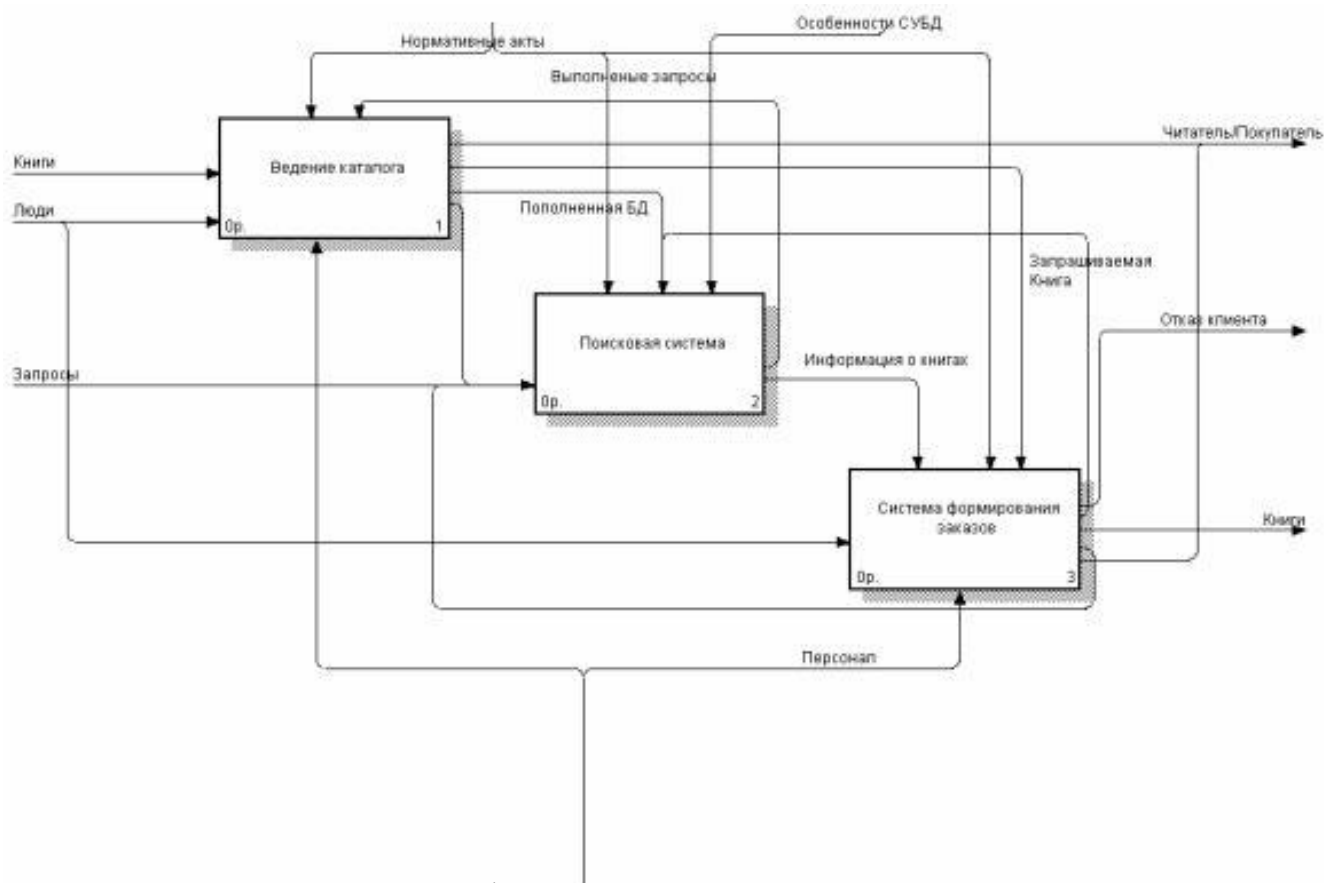 Особенности СУБД
Нормативные акты
Выполненые запросы
Читатель/Покупатель
Книги
Ведение каталога
Люди
Пополненная БД
0р.
1
Запрашиваемая
Книга
Отказ клиента
Поисковая система
Информация о книгах
Запросы
0р.
2
Система формирования
заказов
Книги
0р.
3
Персонал